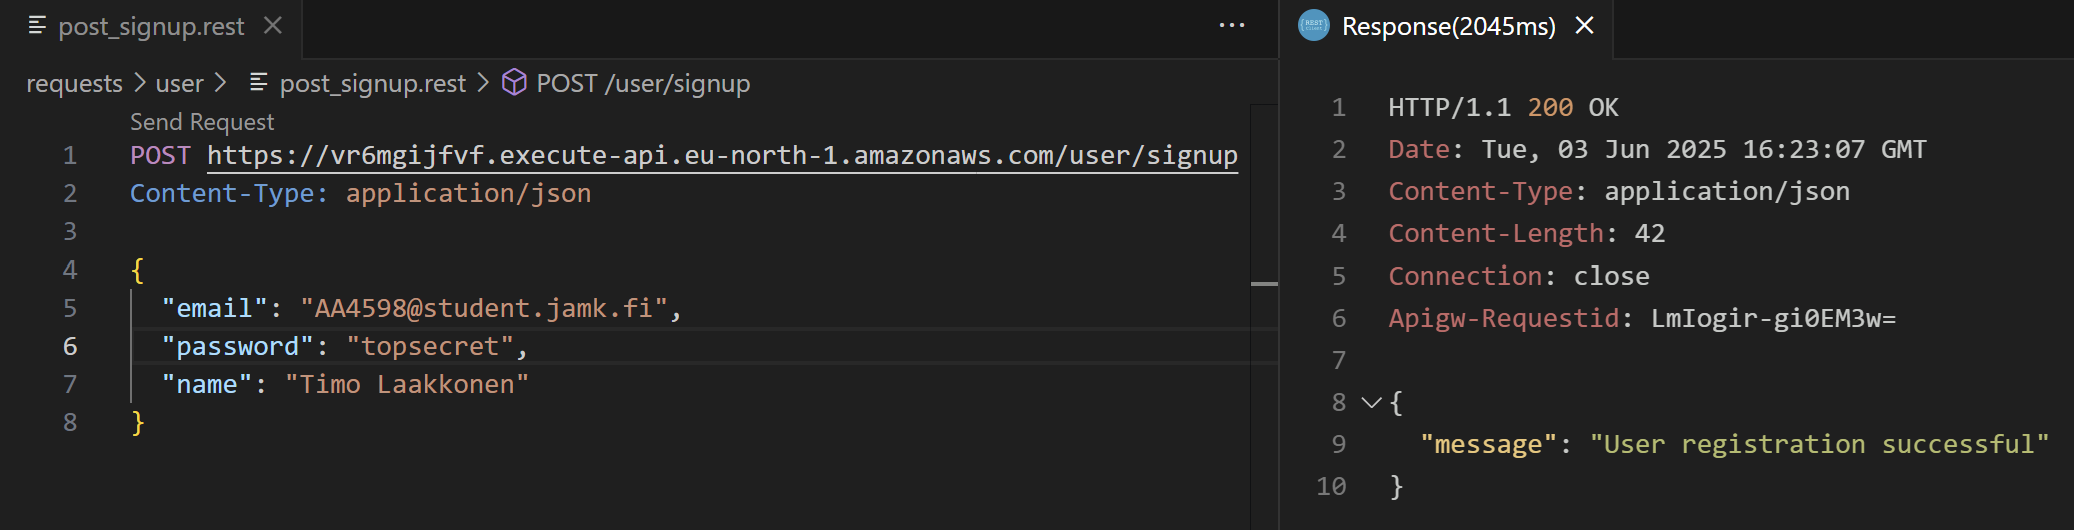 post_signup.rest
requests > user > post_signup.rest > POST /user/signup
Send Request
1 POST https://vr6mgijfvf.execute-api.eu-north-1.amazonaws.com/user/signup
2 Content-Type: application/json
3
4 {
5 "email": "AA4598@student.jamk.fi",
6 "password": "topsecret",
7 "name": "Timo Laakkonen"
8 }
REST
Client
Response(2045ms)
1 HTTP/1.1 200 OK
2 Date: Tue, 03 Jun 2025 16:23:07 GMT
3 Content-Type: application/json
4 Content-Length: 42
5 Connection: close
6 Apigw-Requestid: LmIogir-gi0EM3w=
7
8 {
9 "message": "User registration successful"
10 }